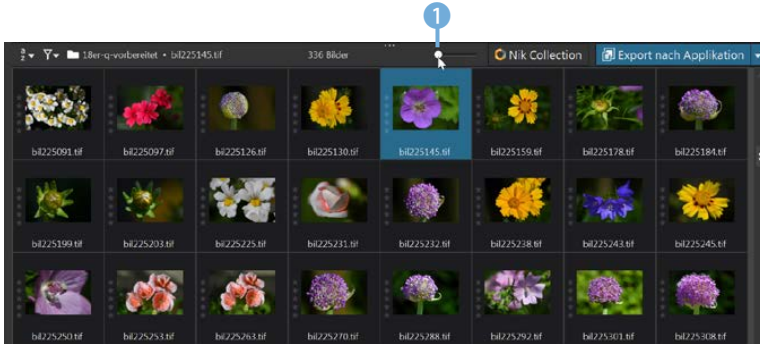 1
18er-q-vorbereitet • bil225145.tif 336 Bilder Nik Collection Export nach Applikation
bil225091.tif bil225097.tif bil225126.tif bil225130.tif bil225145.tif bil225159.tif bil225178.tif bil225184.tif
bil225199.tif bil225203.tif bil225225.tif bil225231.tif bil225232.tif bil225238.tif bil225243.tif bil225245.tif
bil225250.tif bil225253.tif bil225263.tif bil225270.tif bil225288.tif bil225292.tif bil225301.tif bil225308.tif